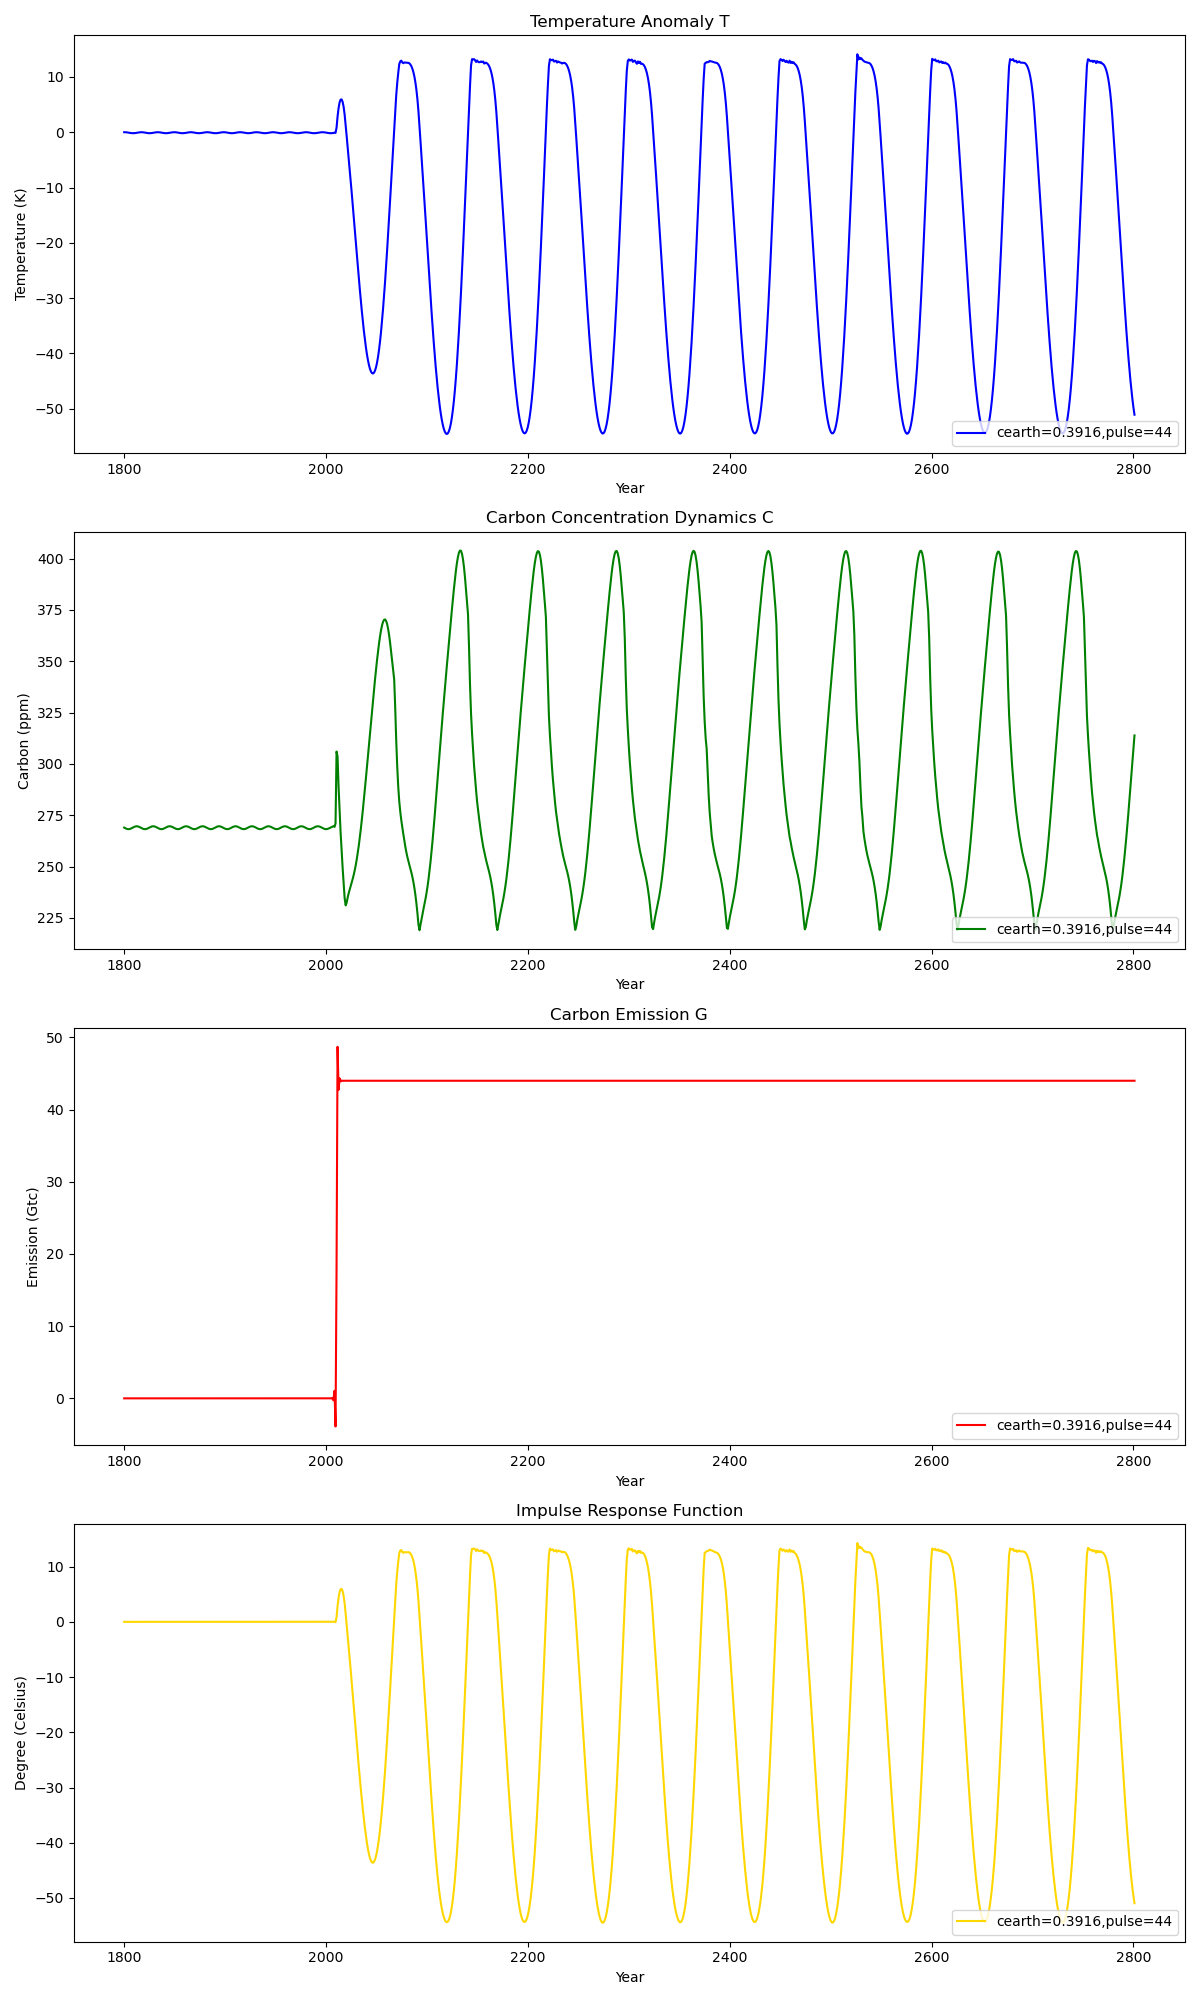 Temperature Anomaly T
10
0
−10
−20
−30
−40
−50
Temperature (K)
cearth=0.3916,pulse=44
1800 2000 2200 2400 2600 2800
Year
Carbon Concentration Dynamics C
400
375
350
325
300
275
250
225
Carbon (ppm)
cearth=0.3916,pulse=44
1800 2000 2200 2400 2600 2800
Year
Carbon Emission G
50
40
30
20
10
0
Emission (Gtc)
cearth=0.3916,pulse=44
1800 2000 2200 2400 2600 2800
Year
Impulse Response Function
10
0
−10
−20
−30
−40
−50
Degree (Celsius)
cearth=0.3916,pulse=44
1800 2000 2200 2400 2600 2800
Year